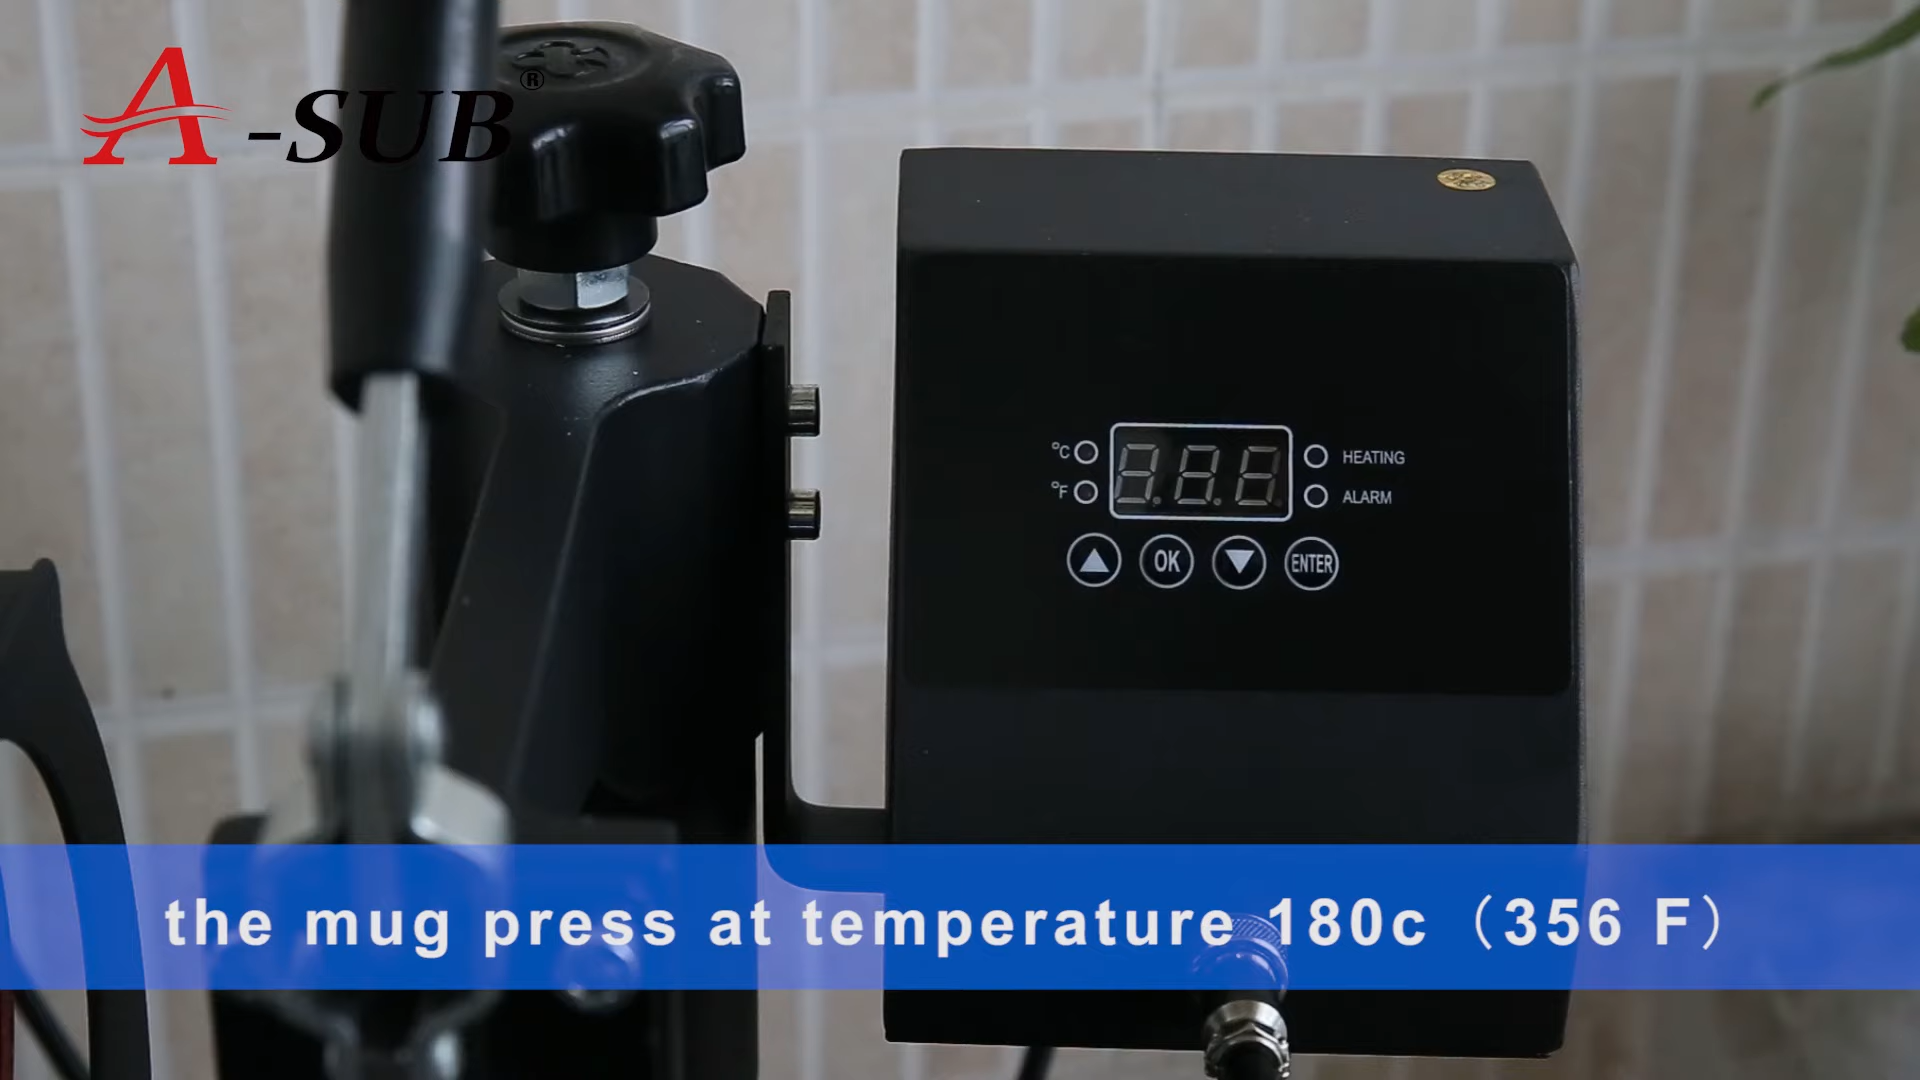 A-SUB®
°C
HEATING
°F
ALARM
OK
ENTER
the mug press at temperature 180c（356 F）